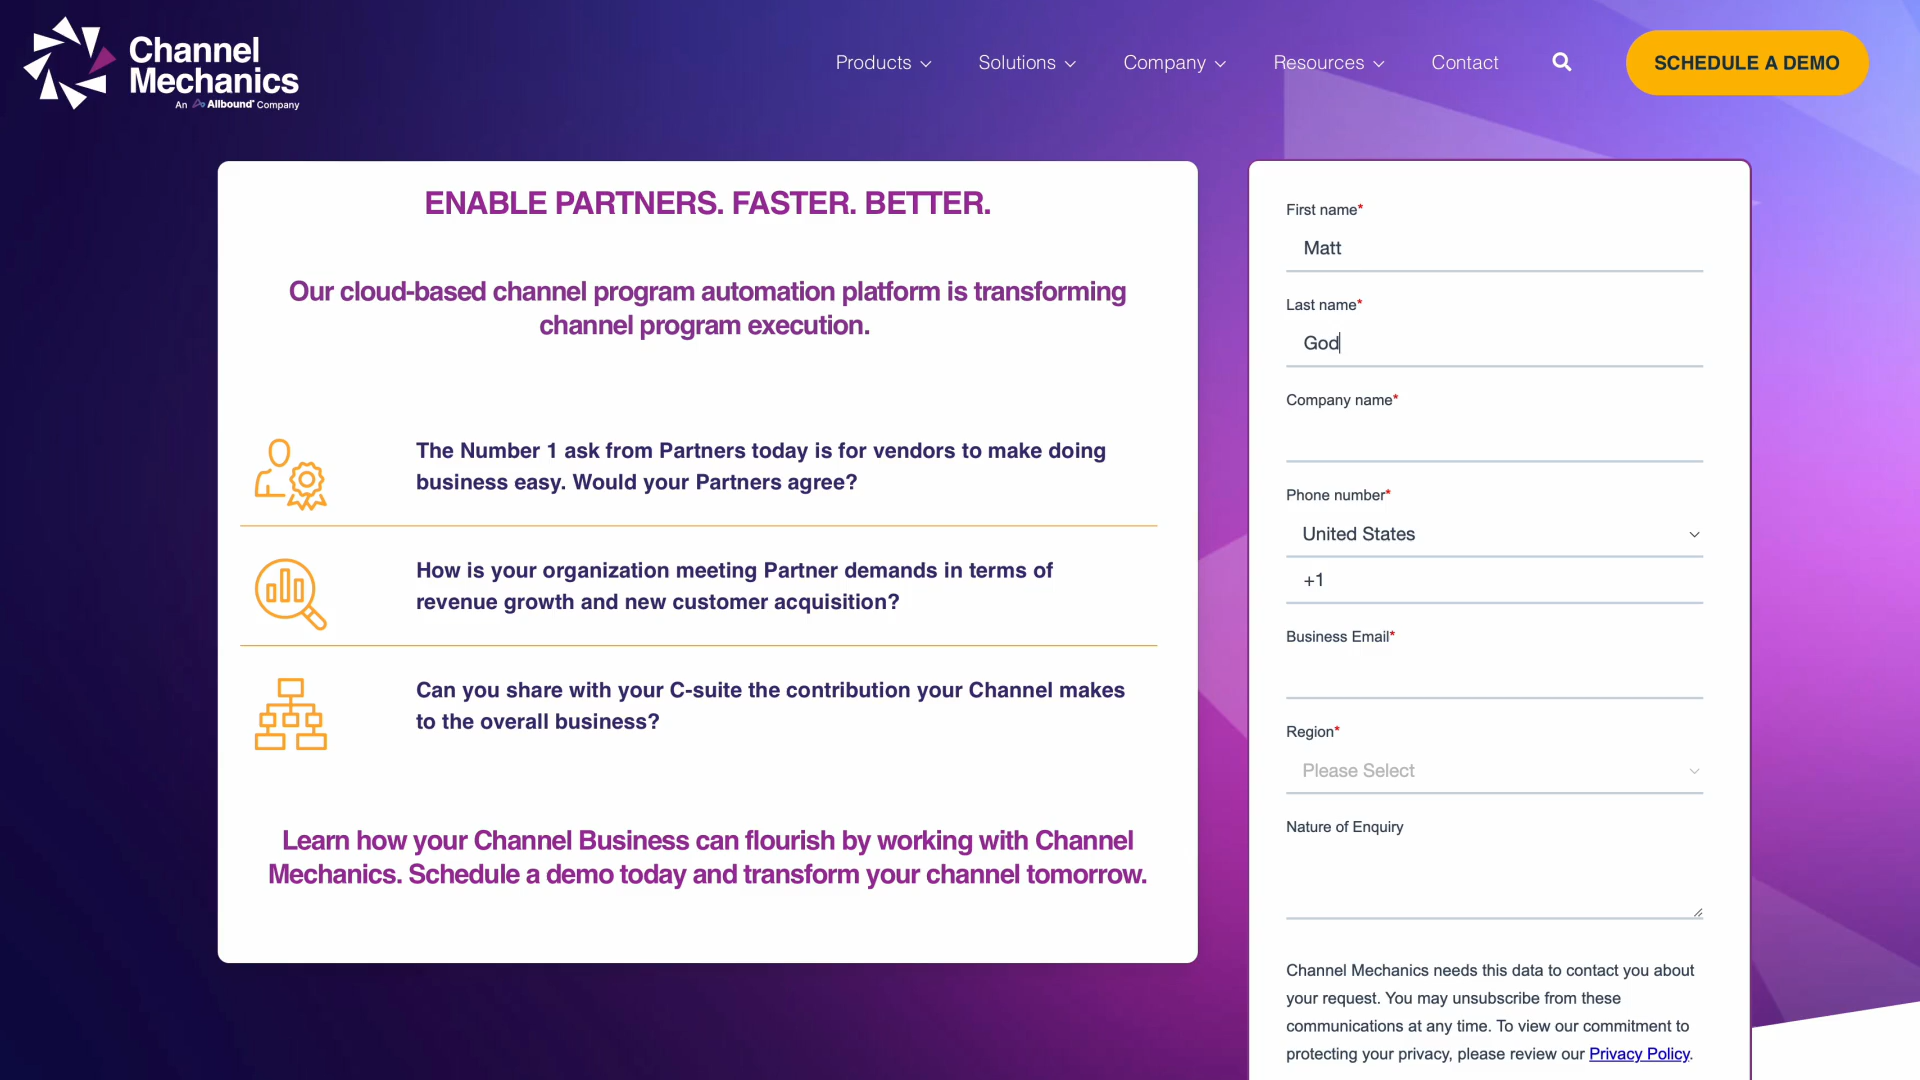 Channel
Mechanics
An Allbound Company
Products
Solutions
Company
Resources
Contact
SCHEDULE A DEMO
ENABLE PARTNERS. FASTER. BETTER.
Our cloud-based channel program automation platform is transforming
channel program execution.
The Number 1 ask from Partners today is for vendors to make doing
business easy. Would your Partners agree?
How is your organization meeting Partner demands in terms of
revenue growth and new customer acquisition?
Can you share with your C-suite the contribution your Channel makes
to the overall business?
Learn how your Channel Business can flourish by working with Channel
Mechanics. Schedule a demo today and transform your channel tomorrow.
First name*
Matt
Last name*
God
Company name*
Phone number*
United States
+1
Business Email*
Region*
Please Select
Nature of Enquiry
Channel Mechanics needs this data to contact you about
your request. You may unsubscribe from these
communications at any time. To view our commitment to
protecting your privacy, please review our Privacy Policy.